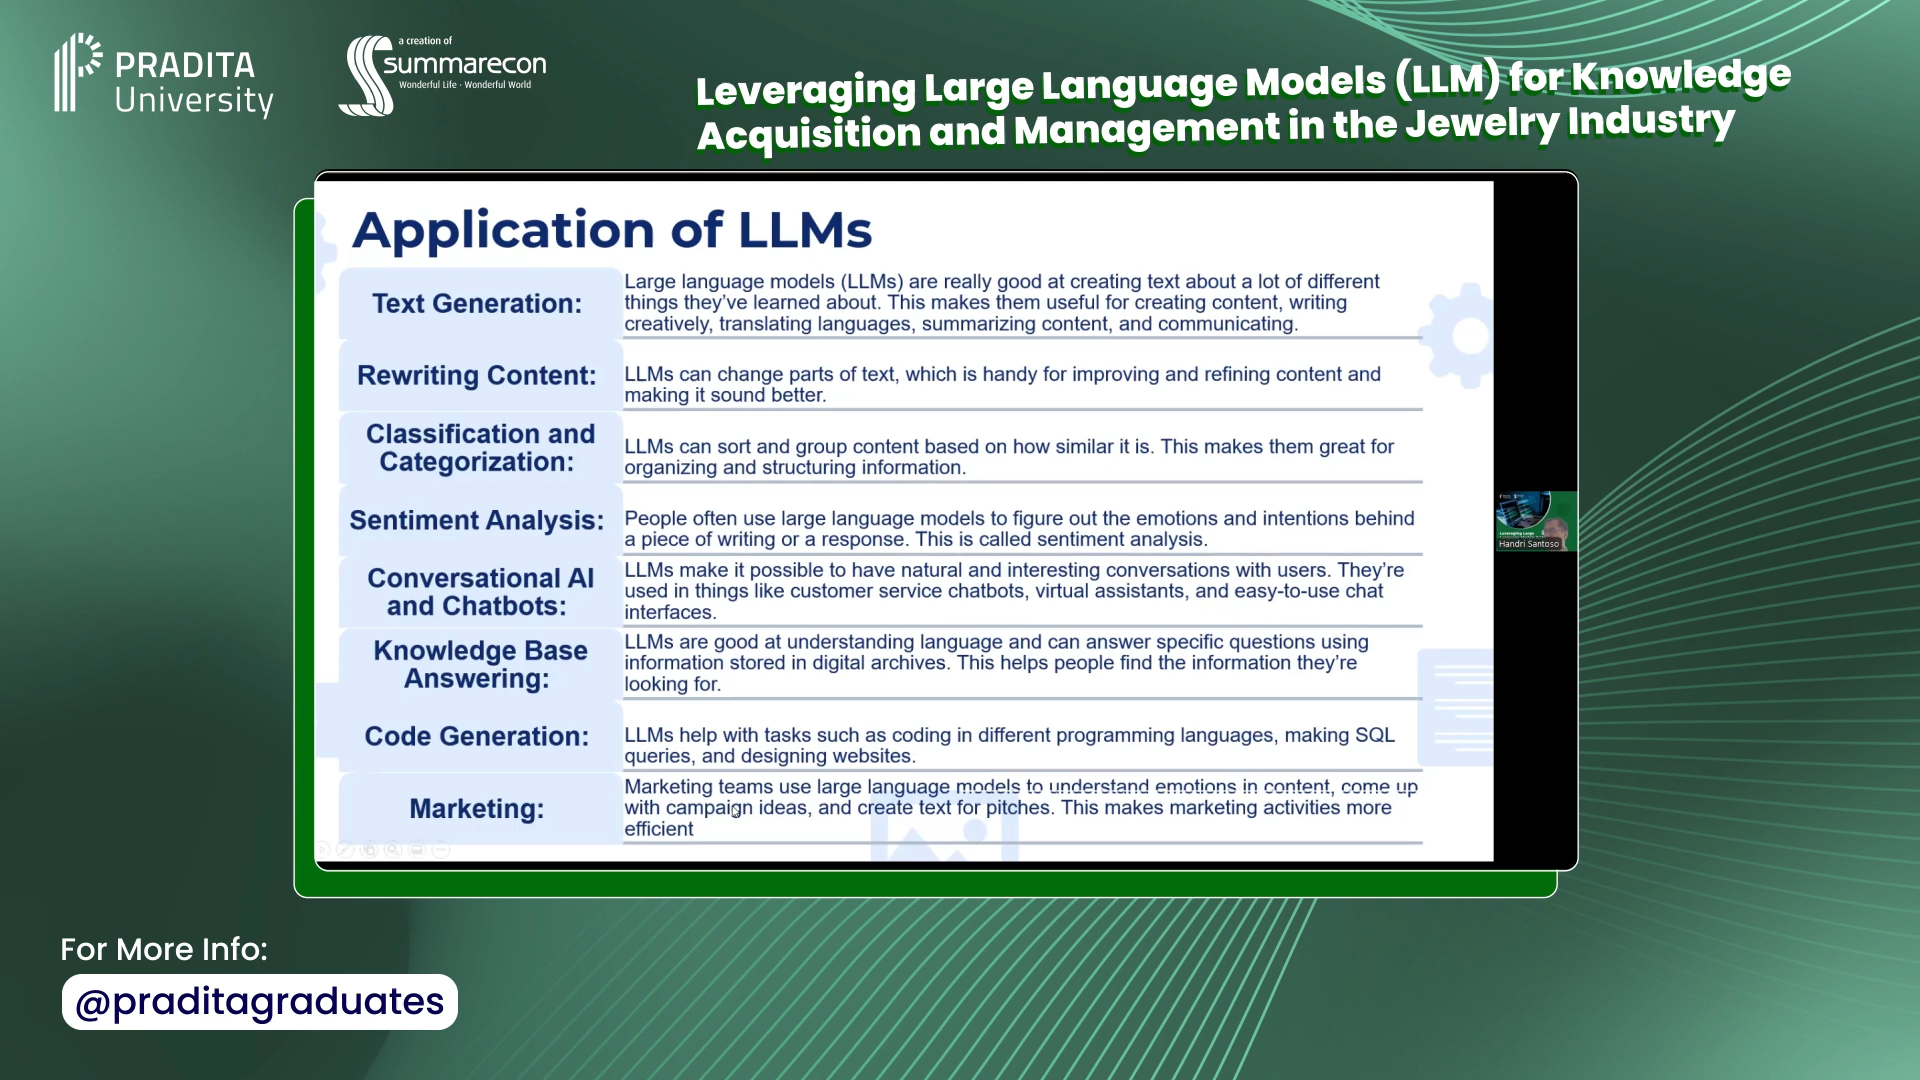 PRADITA
University
a creation of
summarecon
Wonderful Life · Wonderful World
Leveraging Large Language Models (LLM) for Knowledge
Acquisition and Management in the Jewelry Industry
Application of LLMs
Text Generation:
Large language models (LLMs) are really good at creating text about a lot of different
things they’ve learned about. This makes them useful for creating content, writing
creatively, translating languages, summarizing content, and communicating.
Rewriting Content:
LLMs can change parts of text, which is handy for improving and refining content and
making it sound better.
Classification and
Categorization:
LLMs can sort and group content based on how similar it is. This makes them great for
organizing and structuring information.
Sentiment Analysis:
People often use large language models to figure out the emotions and intentions behind
a piece of writing or a response. This is called sentiment analysis.
Conversational AI
and Chatbots:
LLMs make it possible to have natural and interesting conversations with users. They’re
used in things like customer service chatbots, virtual assistants, and easy-to-use chat
interfaces.
Knowledge Base
Answering:
LLMs are good at understanding language and can answer specific questions using
information stored in digital archives. This helps people find the information they’re
looking for.
Code Generation:
LLMs help with tasks such as coding in different programming languages, making SQL
queries, and designing websites.
Marketing:
Marketing teams use large language models to understand emotions in content, come up
with campaign ideas, and create text for pitches. This makes marketing activities more
efficient
Leveraging Large
Handri Santoso
For More Info:
@praditagraduates